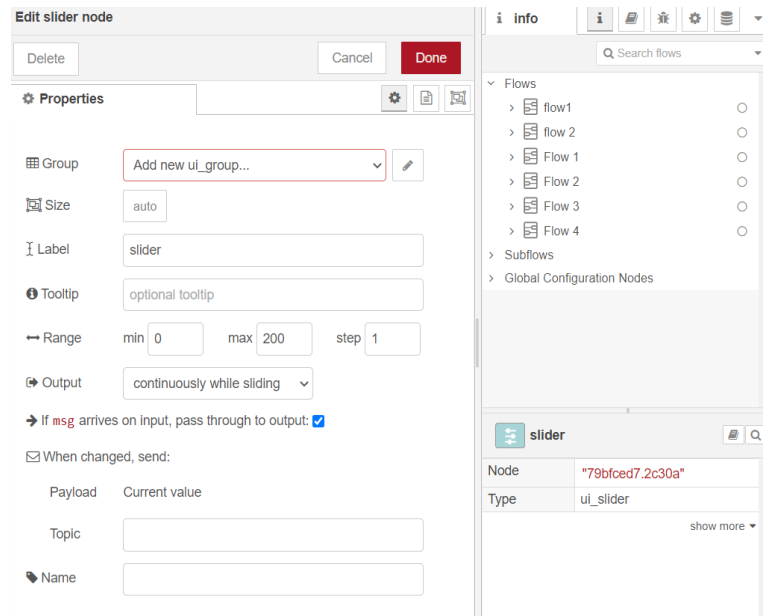 Edit slider node
Delete
Cancel
Done
Properties
Group
Add new ui_group...
Size
auto
Label
slider
Tooltip
optional tooltip
Range
min 0 max 200 step 1
Output
continuously while sliding
If msg arrives on input, pass through to output:
When changed, send:
Payload Current value
Topic
Name
i info
i
Search flows
Flows
flow1
flow 2
Flow 1
Flow 2
Flow 3
Flow 4
Subflows
Global Configuration Nodes
slider
Node "79bfced7.2c30a"
Type ui_slider
show more